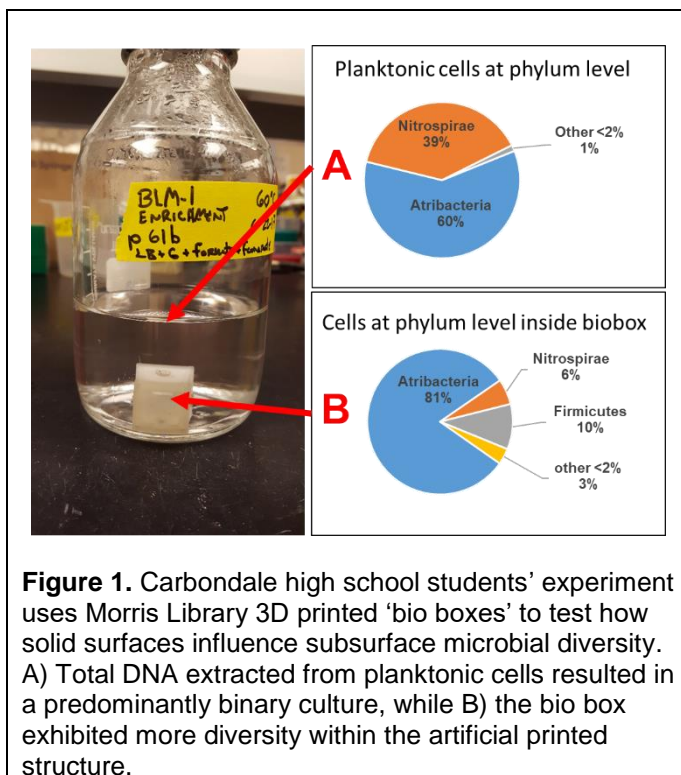 BLM-1
ENRICHMENT
p 61b
60°
A
B
Planktonic cells at phylum level
Nitrospirae
39%
Other <2%
1%
Atribacteria
60%
Cells at phylum level inside biobox
Atribacteria
81%
Nitrospirae
6%
Firmicutes
10%
other <2%
3%
Figure 1. Carbondale high school students’ experiment
uses Morris Library 3D printed ‘bio boxes’ to test how
solid surfaces influence subsurface microbial diversity.
A) Total DNA extracted from planktonic cells resulted in
a predominantly binary culture, while B) the bio box
exhibited more diversity within the artificial printed
structure.